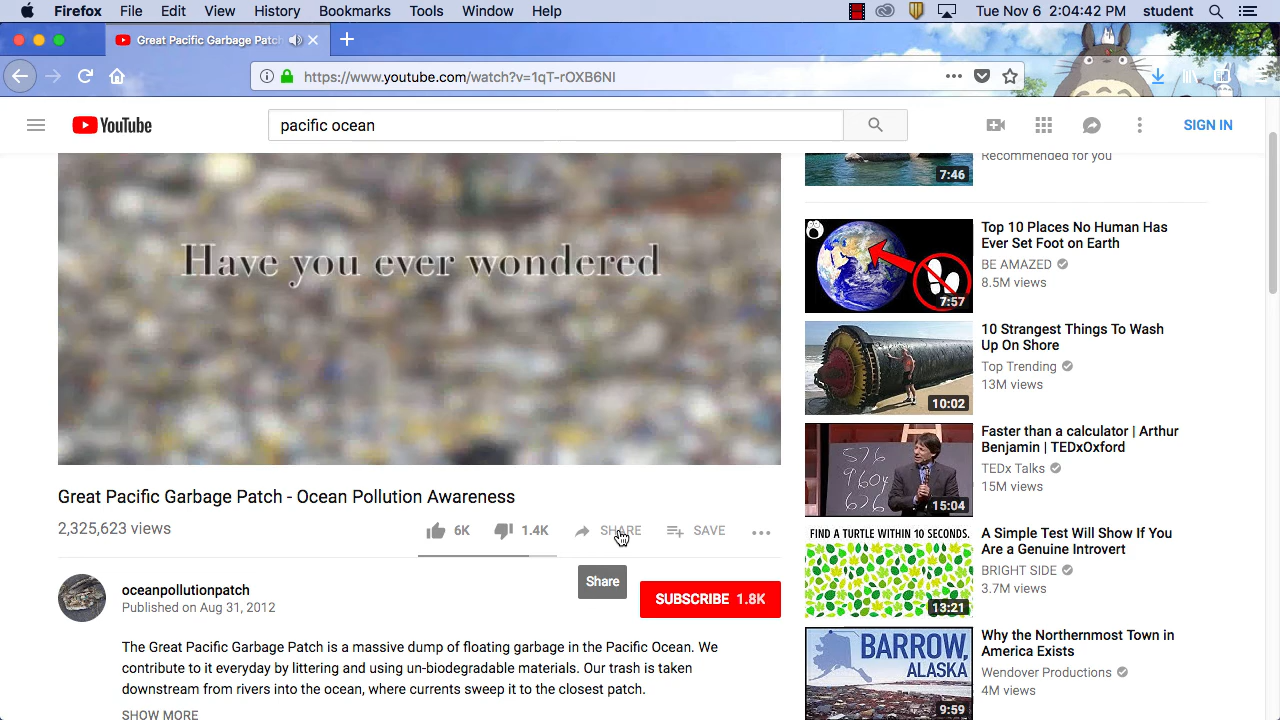 Firefox File Edit View History Bookmarks Tools Window Help Tue Nov 6 2:04:42 PM student
Great Pacific Garbage Patch
https://www.youtube.com/watch?v=1qT-rOXB6NI
YouTube
pacific ocean
SIGN IN
Have you ever wondered
Great Pacific Garbage Patch - Ocean Pollution Awareness
2,325,623 views
6K 1.4K SHARE SAVE
Share
oceanpollutionpatch
Published on Aug 31, 2012
SUBSCRIBE 1.8K
The Great Pacific Garbage Patch is a massive dump of floating garbage in the Pacific Ocean. We
contribute to it everyday by littering and using un-biodegradable materials. Our trash is taken
downstream from rivers into the ocean, where currents sweep it to the closest patch.
SHOW MORE
7:46
Recommended for you
7:57
Top 10 Places No Human Has
Ever Set Foot on Earth
BE AMAZED
8.5M views
10:02
10 Strangest Things To Wash
Up On Shore
Top Trending
13M views
576
9604
626
15:04
Faster than a calculator | Arthur
Benjamin | TEDxOxford
TEDx Talks
15M views
FIND A TURTLE WITHIN 10 SECONDS.
13:21
A Simple Test Will Show If You
Are a Genuine Introvert
BRIGHT SIDE
3.7M views
BARROW,
ALASKA
9:59
Why the Northernmost Town in
America Exists
Wendover Productions
4M views